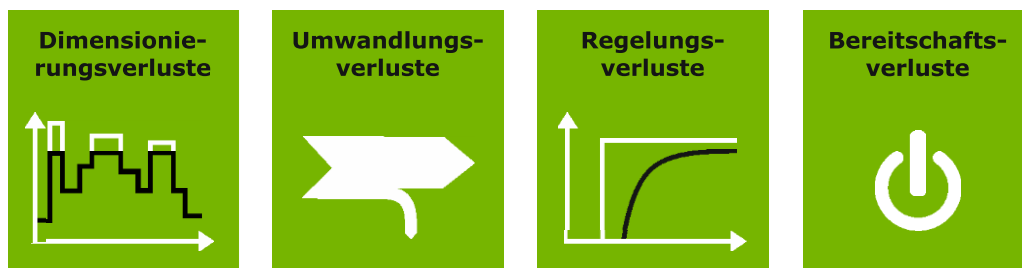 Dimensionie-
rungsverluste
Umwandlungs-
verluste
Regelungs-
verluste
Bereitschafts-
verluste